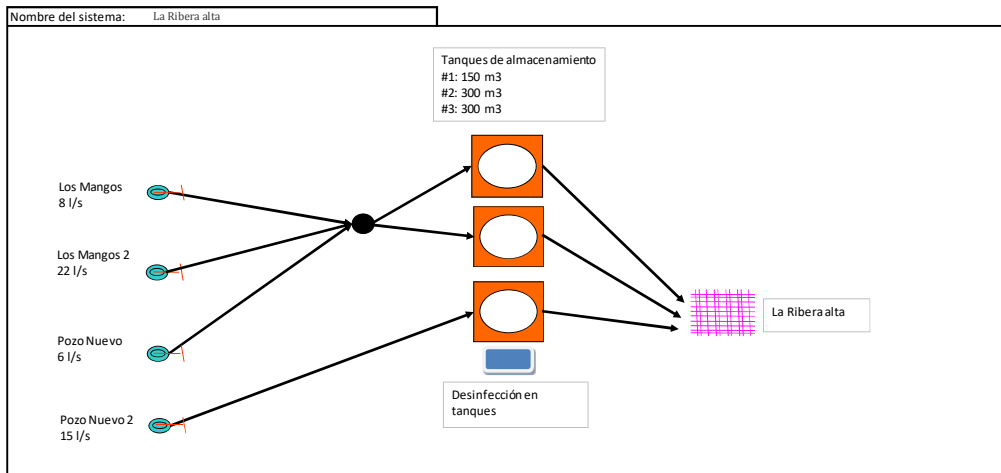 Nombre del sistema: La Ribera alta
Tanques de almacenamiento
#1: 150 m3
#2: 300 m3
#3: 300 m3
Los Mangos
8 l/s
Los Mangos 2
22 l/s
La Ribera alta
Pozo Nuevo
6 l/s
Desinfección en
tanques
Pozo Nuevo 2
15 l/s